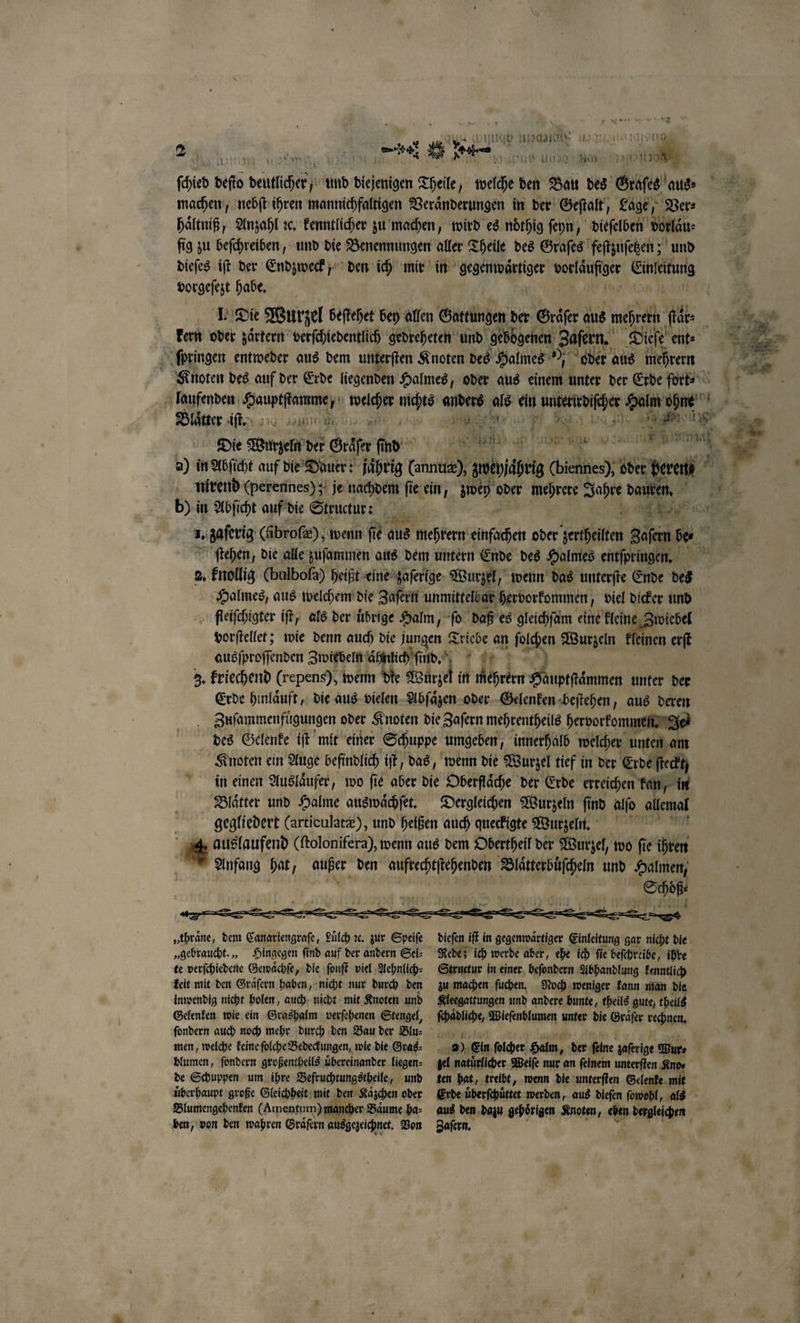 2
schied desto deutlicher, und diejenigen Theile, welche den Bau des Grases aus⸗
machen, nebst ihren mannichfaltigen Veränderungen in der Gestalt, Lage, Ver⸗
hältniß, Anzahl ꝛc. kenntlicher zu machen, wird es nöthig seyn, dieselben vorläu⸗
fig zu beschreiben, und die Benennungen aller Theile des Grases festzusetzen; und
dieses ist der Endzweck, den ich mir in gegenwärtiger vorläufiger Einleitung
vorgesezt habe.
I. Die Wurzel bestehet bey allen Gattungen der Gräser aus mehrern stär⸗
kern oder zärtern verschiedentlich gedreheten und gebogenen Zasern. Diese ent⸗
springen entweder aus dem untersten Knoten des Halmes ª), oder aus mehrern
Knoten des auf der Erde liegenden Halmes, oder aus einem unter der Erde fort⸗
laufenden Hauptstamme, welcher nichts anders als ein unterirdischer Halm ohne
Blätter ist.
Die Wurzeln der Gräser sind
a) in Absicht auf die Dauer: jährig (annuæ), zweyjährig (biennes), oder peren⸗
nirend (perennes); je nachdem sie ein, zwey oder mehrere Jahre dauren.
b) in Absicht auf die Structur:
1. zaserig (fibrosæ), wenn sie aus mehrern einfachen oder zertheilten Zasern be⸗
stehen, die alle zusammen aus dem untern Ende des Halmes entspringen.
2. knollig (bulbosa) heißt eine zaserige Wurzel, wenn das unterste Ende des
Halmes, aus welchem die Zasern unmittelbar hervorkommen, viel dicker und
fleischigter ist, als der übrige Halm, so daß es gleichsam eine kleine Zwiebel
vorstellet; wie denn auch die jungen Triebe an solchen Wurzeln kleinen erst
aussprossenden Zwiebeln ähnlich sind.
3. kriechend (repens), wenn die Wurzel in mehrern Hauptstämmen unter der
Erde hinläuft, die aus vielen Absäzen oder Gelenken bestehen, aus deren
Zusammenfügungen oder Knoten die Zasern mehrentheils hervorkommen. Je⸗
des Gelenke ist mit einer Schuppe umgeben, innerhalb welcher unten am
Knoten ein Auge befindlich ist, das, wenn die Wurzel tief in der Erde steckt,
in einen Ausläufer, wo sie aber die Oberfläche der Erde erreichen kan, in
Blätter und Halme auswächset. Dergleichen Wurzeln sind also allemal
gegliedert (articulatæ), und heißen auch queckigte Wurzeln.
4. auslaufend (stolonifera), wenn aus dem Obertheil der Wurzel, wo sie ihren
Anfang hat, außer den aufrechtstehenden Blätterbüscheln und Halmen,
Schöß⸗
„thräne, dem Canariengrase, Lülch ꝛc. zur Speise
„gebraucht.„ Hingegen sind auf der andern Sei⸗
te verschiedene Gewächse, die sonst viel Aehnlich⸗
keit mit den Gräsern haben, nicht nur durch den
inwendig nicht holen, auch nicht mit Knoten und
Gelenken wie ein Grashalm versehenen Stengel,
sondern auch noch mehr durch den Bau der Blu⸗
men, welche keine solche Bedeckungen, wie die Gras⸗
blumen, sondern großentheils übereinander liegen⸗
de Schuppen um ihre Befruchtungstheile, und
überhaupt große Gleichheit mit den Käzchen oder
Blumengehenken (Amentum) mancher Bäume ha⸗
ben, von den wahren Gräsern ausgezeichnet. Von
diesen ist in gegenwärtiger Einleitung gar nicht die
Rede; ich werde aber, ehe ich sie beschreibe, ihre
Structur in einer besondern Abhandlung kenntlich
zu machen suchen. Noch weniger kann man die
Kleegattungen und andere bunte, theils gute, theils
schädliche, Wiesenblumen unter die Gräser rechnen.
a) Ein solcher Halm, der seine zaserige Wur⸗
zel natürlicher Weise nur an seinem untersten Kno⸗
ten hat, treibt, wenn die untersten Gelenke mit
Erde überschüttet werden, aus diesen sowohl, als
aus den dazu gehörigen Knoten, eben dergleichen
Zasern.